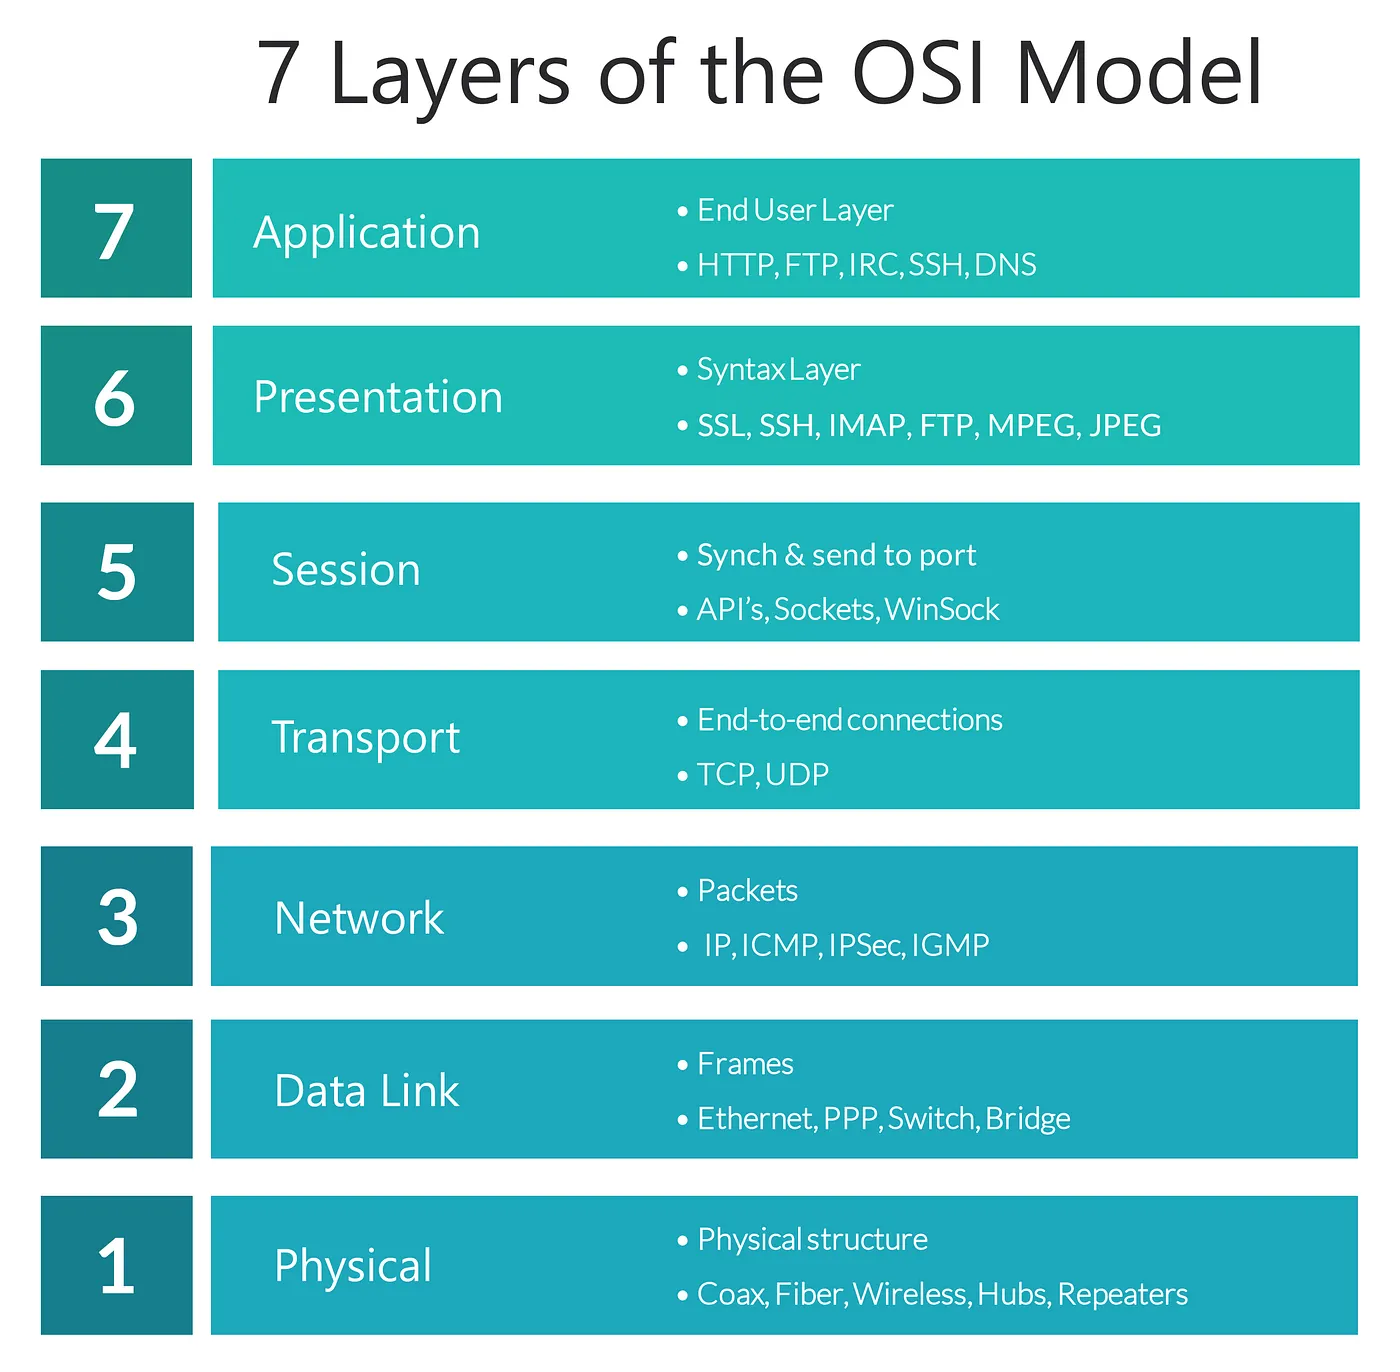 7 Layers of the OSI Model
7
Application
• End User Layer
• HTTP, FTP, IRC, SSH, DNS
6
Presentation
• Syntax Layer
• SSL, SSH, IMAP, FTP, MPEG, JPEG
5
Session
• Synch & send to port
• API’s, Sockets, WinSock
4
Transport
• End-to-end connections
• TCP, UDP
3
Network
• Packets
• IP, ICMP, IPSec, IGMP
2
Data Link
• Frames
• Ethernet, PPP, Switch, Bridge
1
Physical
• Physical structure
• Coax, Fiber, Wireless, Hubs, Repeaters